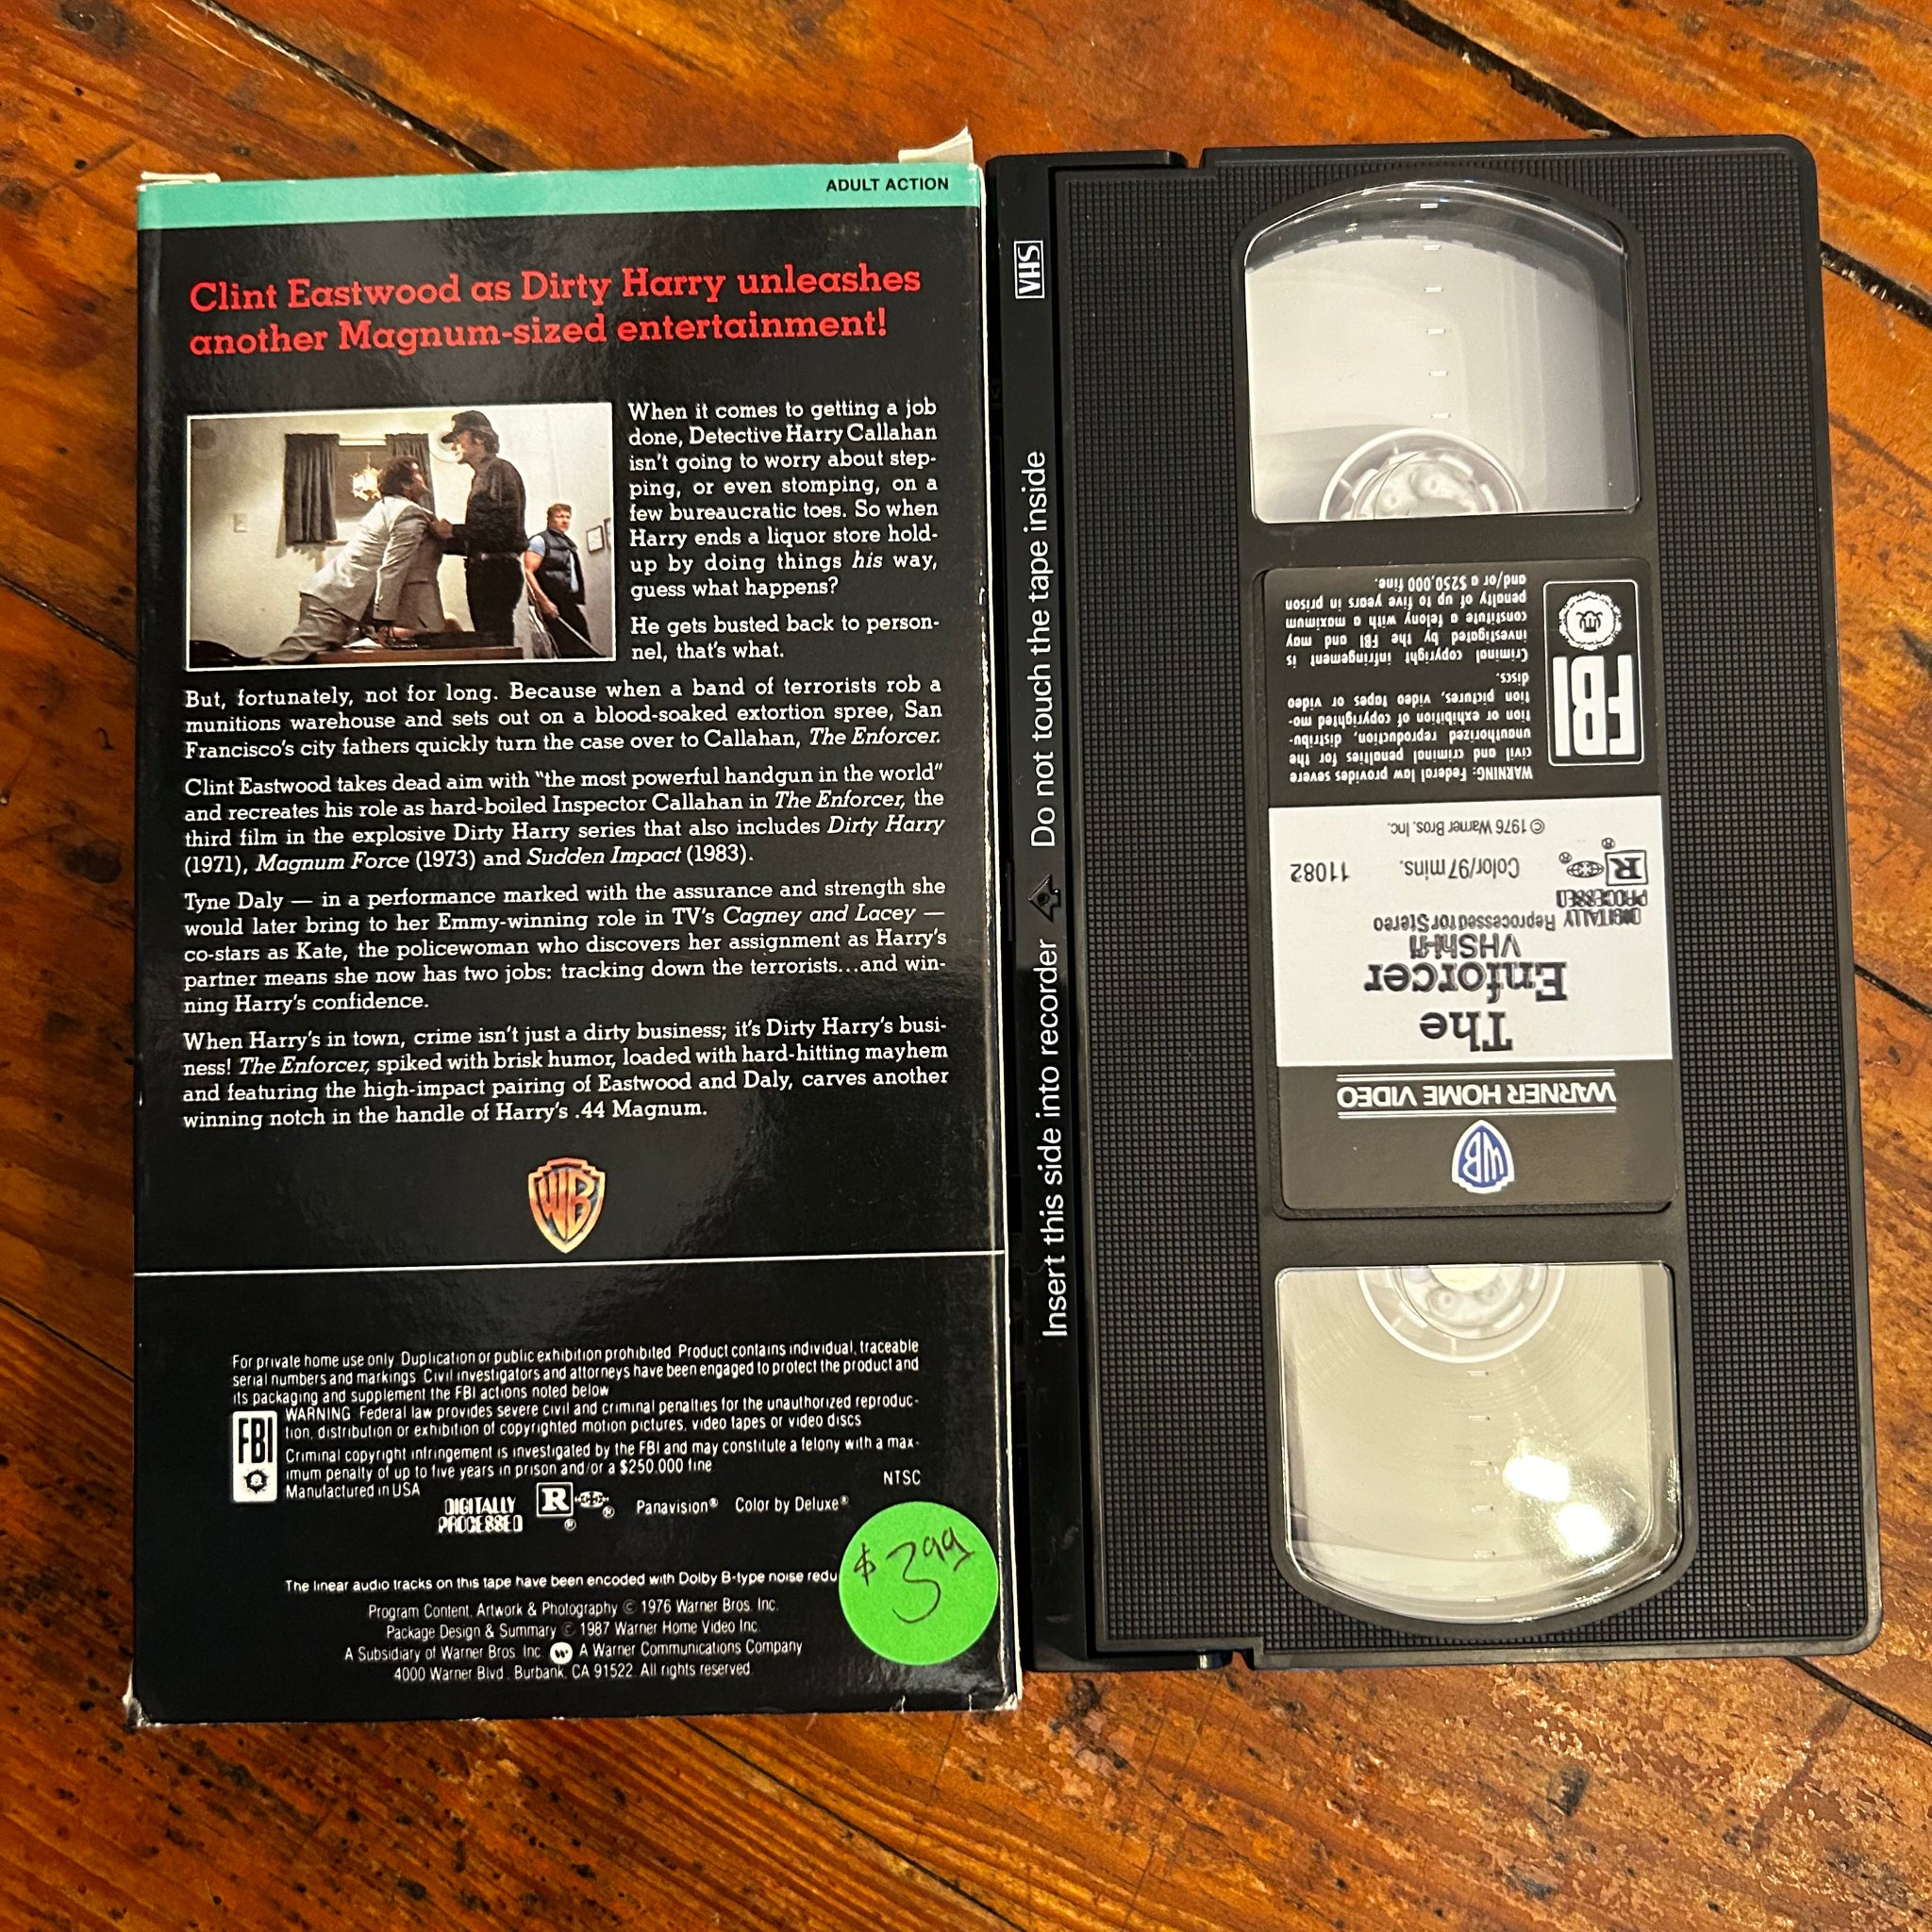 ADULT ACTION
Clint Eastwood as Dirty Harry unleashes
another Magnum-sized entertainment!
When it comes to getting a job
done, Detective Harry Callahan
isn't going to worry about step-
ping, or even stomping, on a
few bureaucratic toes. So when
Harry ends a liquor store hold-
up by doing things his way,
guess what happens?
He gets busted back to person-
nel, that's what.
But, fortunately, not for long. Because when a band of terrorists rob a
munitions warehouse and sets out on a blood-soaked extortion spree, San
Francisco's city fathers quickly turn the case over to Callahan, The Enforcer.
Clint Eastwood takes dead aim with "the most powerful handgun in the world"
and recreates his role as hard-boiled Inspector Callahan in The Enforcer, the
third film in the explosive Dirty Harry series that also includes Dirty Harry
(1971), Magnum Force (1973) and Sudden Impact (1983).
Tyne Daly — in a performance marked with the assurance and strength she
would later bring to her Emmy-winning role in TV's Cagney and Lacey —
co-stars as Kate, the policewoman who discovers her assignment as Harry's
partner means she now has two jobs: tracking down the terrorists...and win-
ning Harry's confidence.
When Harry's in town, crime isn't just a dirty business; it's Dirty Harry's busi-
ness! The Enforcer, spiked with brisk humor, loaded with hard-hitting mayhem
and featuring the high-impact pairing of Eastwood and Daly, carves another
winning notch in the handle of Harry's .44 Magnum.
WB
For private home use only. Duplication or public exhibition prohibited. Product contains individual, traceable
serial numbers and markings. Civil investigators and attorneys have been engaged to protect the product and
its packaging and supplement the FBI actions noted below
FBI
WARNING: Federal law provides severe civil and criminal penalties for the unauthorized reproduc-
tion, distribution or exhibition of copyrighted motion pictures, video tapes or video discs
Criminal copyright infringement is investigated by the FBI and may constitute a felony with a max-
imum penalty of up to five years in prison and/or a $250,000 fine
Manufactured in USA
NTSC
DIGITALLY
PROCESSED
R ®
Panavision® Color by Deluxe®
$3.99
The linear audio tracks on this tape have been encoded with Dolby B-type noise redu
Program Content, Artwork & Photography © 1976 Warner Bros. Inc.
Package Design & Summary © 1987 Warner Home Video Inc.
A Subsidiary of Warner Bros. Inc. A Warner Communications Company
4000 Warner Blvd., Burbank, CA 91522. All rights reserved.
VHS
Insert this side into recorder Do not touch the tape inside
WB
WARNER HOME VIDEO
The
Enforcer
VHS hi-fi
DIGITALLY
PROCESSED
Reprocessed for Stereo
R ®
Color/97 mins. 11082
© 1976 Warner Bros. Inc.
FBI
WARNING: Federal law provides severe
civil and criminal penalties for the
unauthorized reproduction, distribu-
tion or exhibition of copyrighted mo-
tion pictures, video tapes or video
discs.
Criminal copyright infringement is
investigated by the FBI and may
constitute a felony with a maximum
penalty of up to five years in prison
and/or a $250,000 fine.